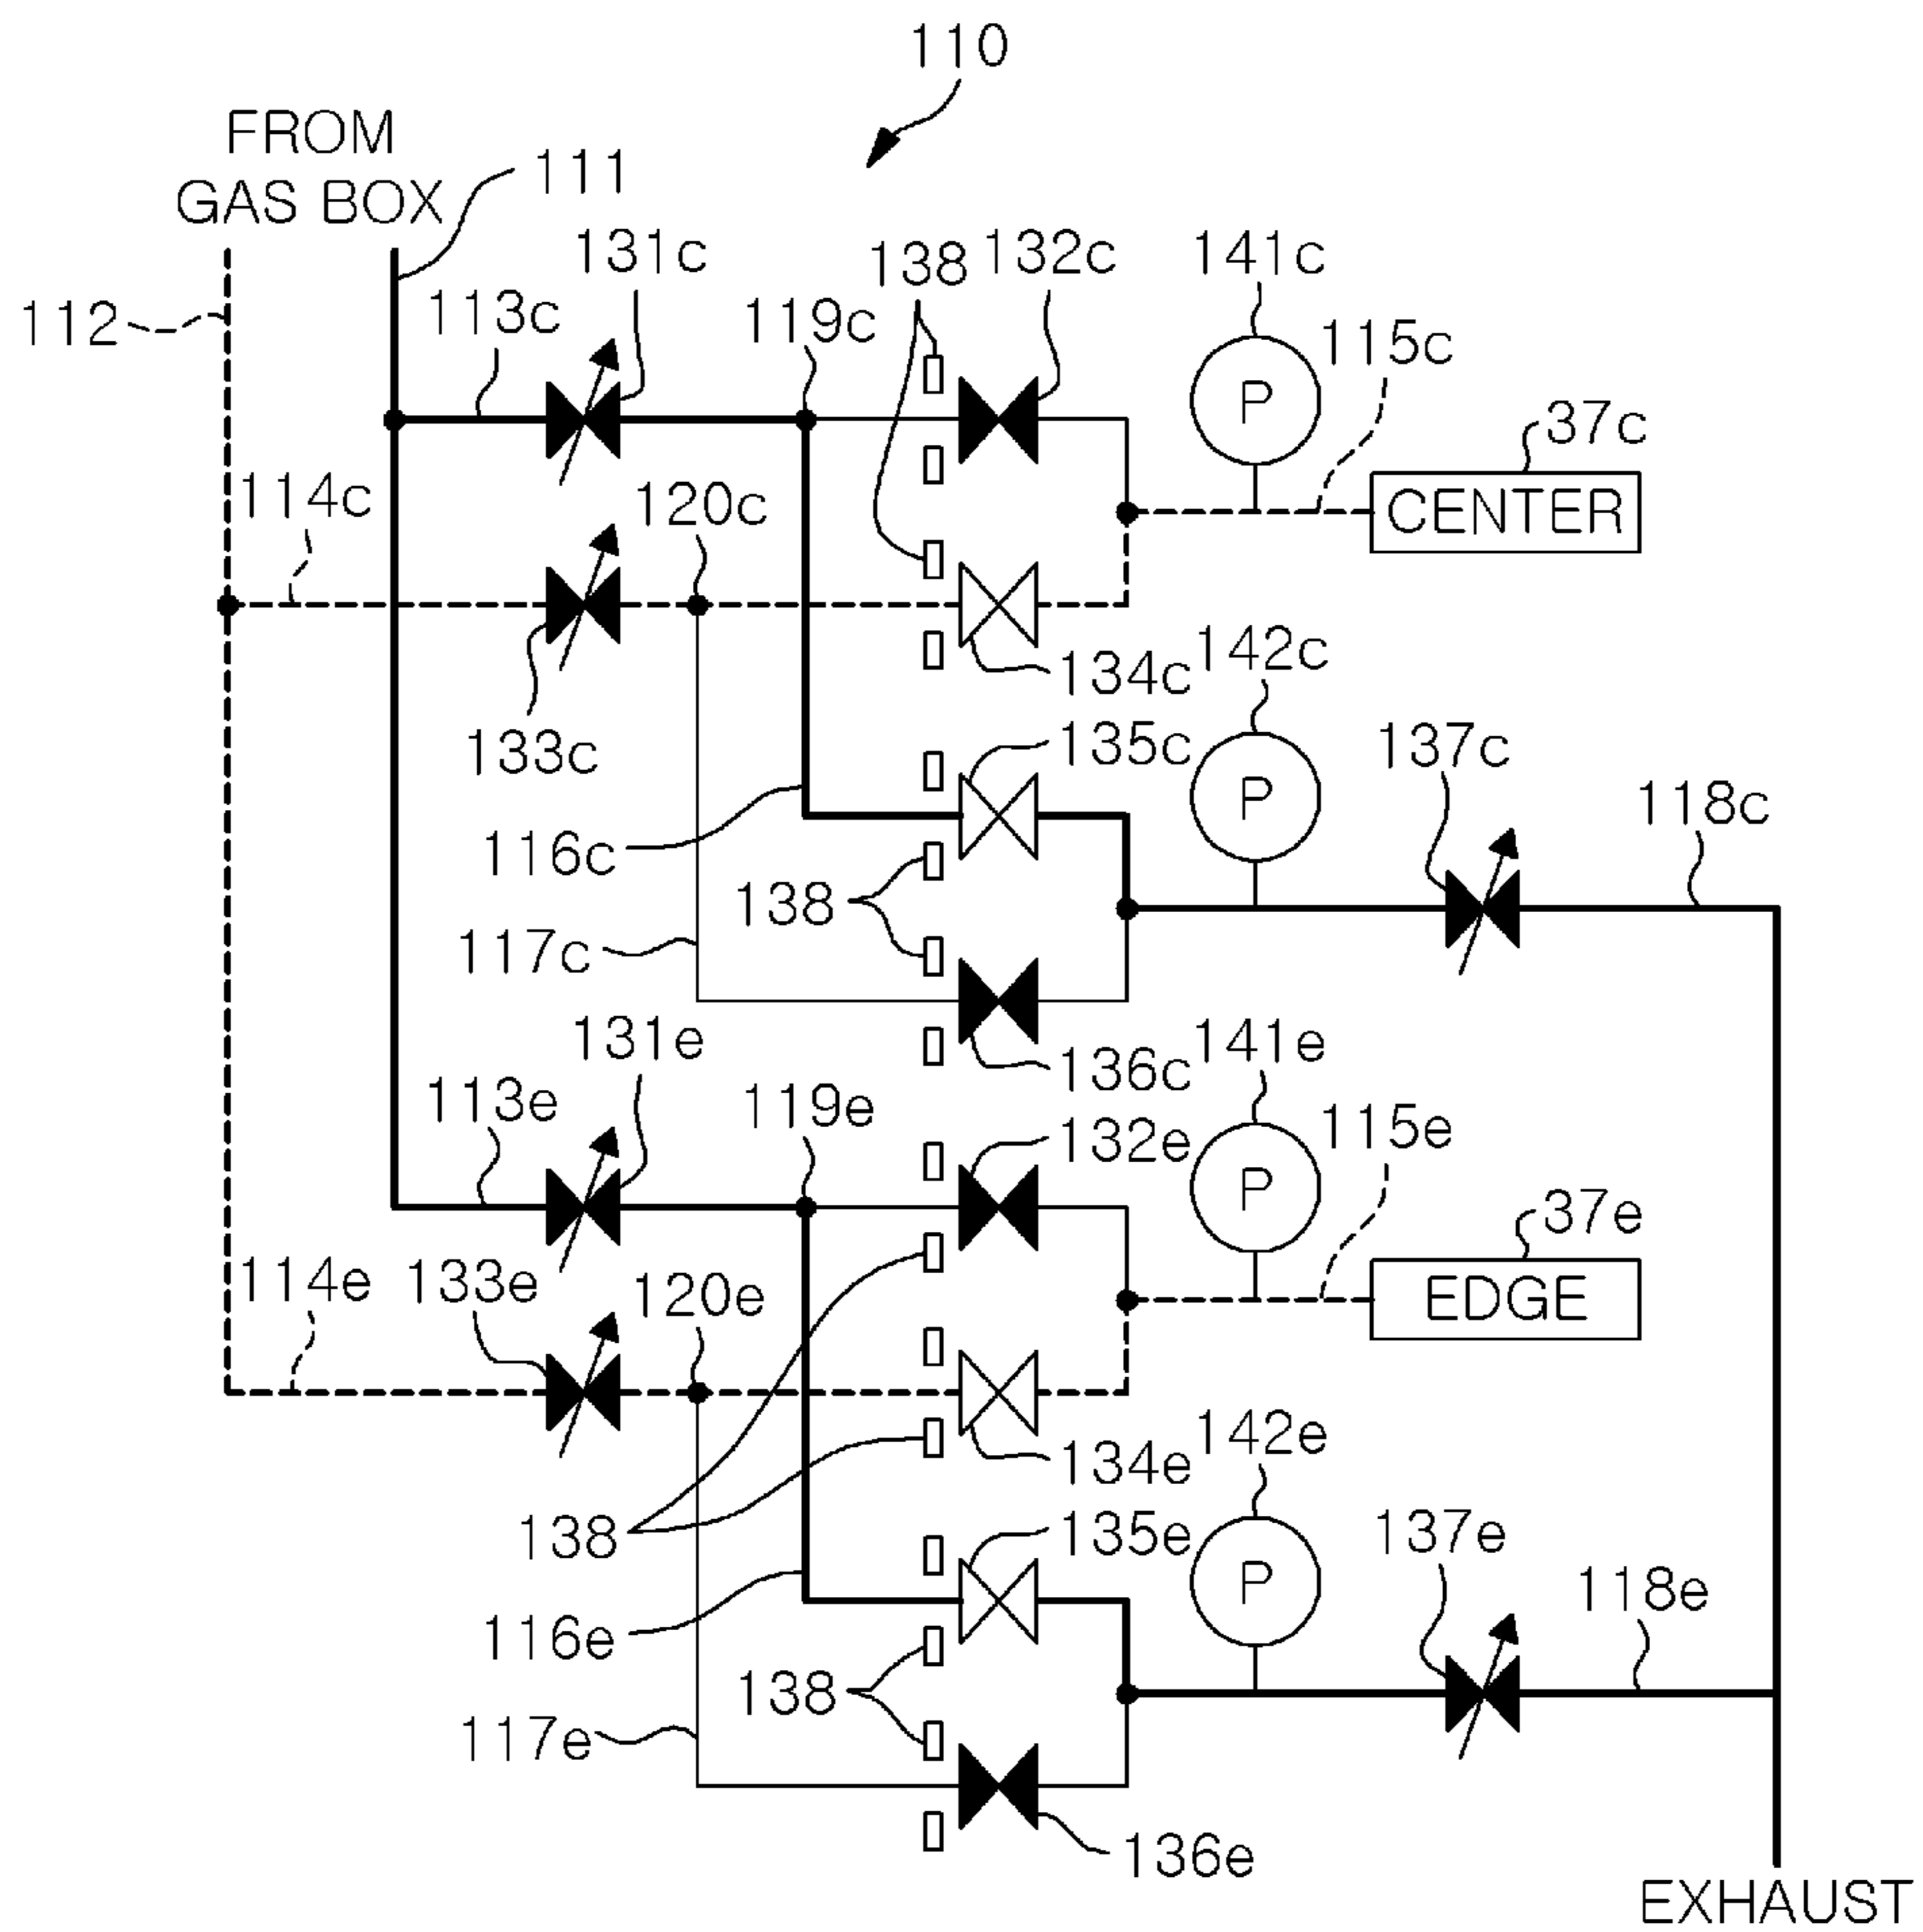 110
FROM
GAS BOX
111
131c
138
132c
141c
112
113c
119c
115c
37c
114c
120c
CENTER
P
133c
134c
142c
135c
137c
118c
116c
P
138
117c
131e
136c
141e
113e
119e
132e
115e
P
37e
114e
133e
120e
EDGE
134e
142e
138
135e
137e
118e
P
116e
138
117e
136e
EXHAUST